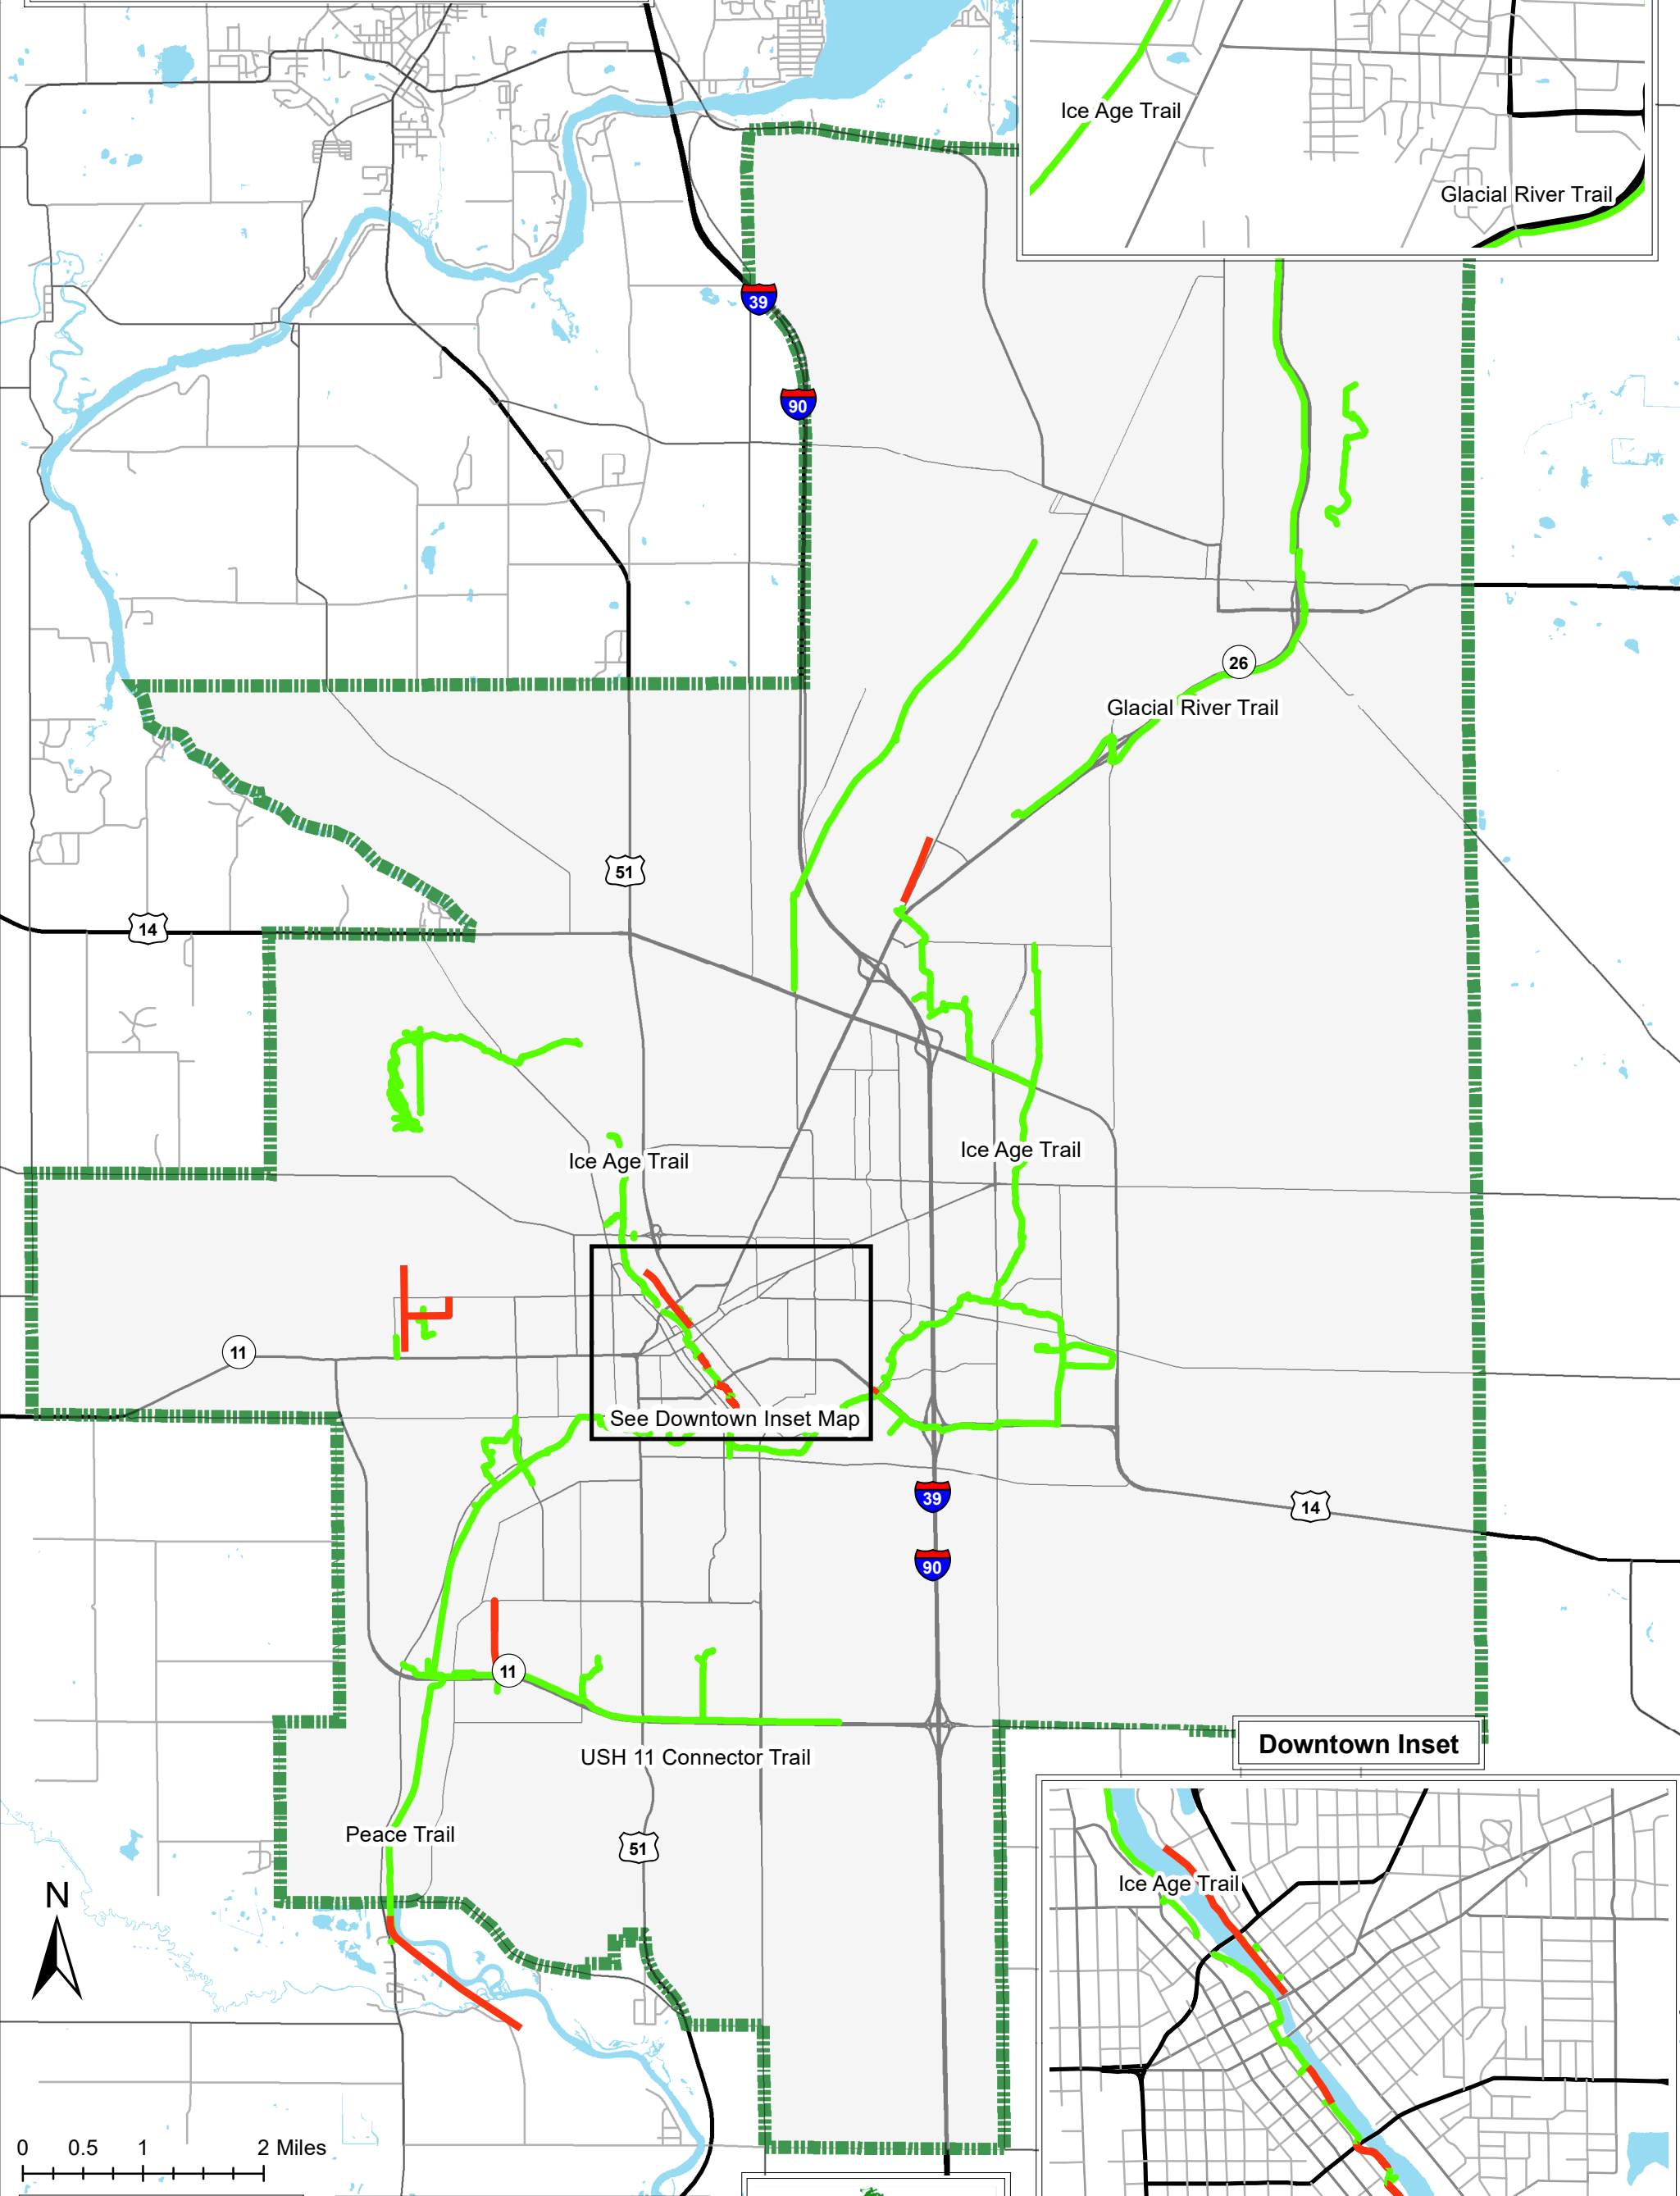 Ice Age Trail
Glacial River Trail
39
90
26
Glacial River Trail
51
14
Ice Age Trail
Ice Age Trail
11
See Downtown Inset Map
39
14
90
11
Downtown Inset
USH 11 Connector Trail
Peace Trail
51
N
Ice Age Trail
0 0.5 1 2 Miles